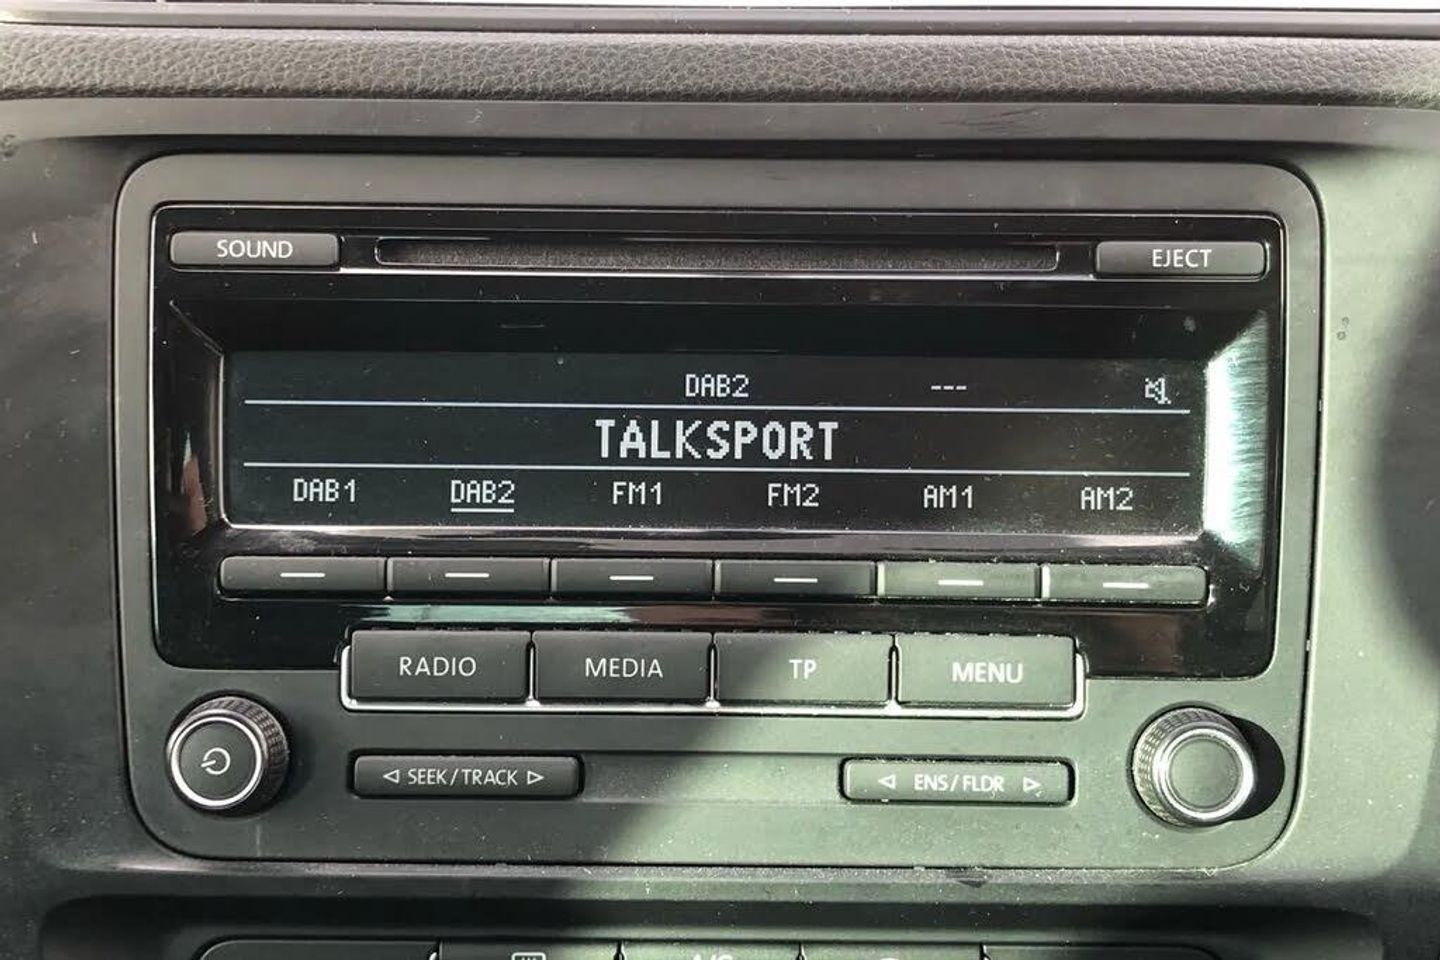 SOUND
EJECT
DAB2 ---
TALKSPORT
DAB1 DAB2 FM1 FM2 AM1 AM2
RADIO MEDIA TP MENU
SEEK/TRACK ENS/FLDR